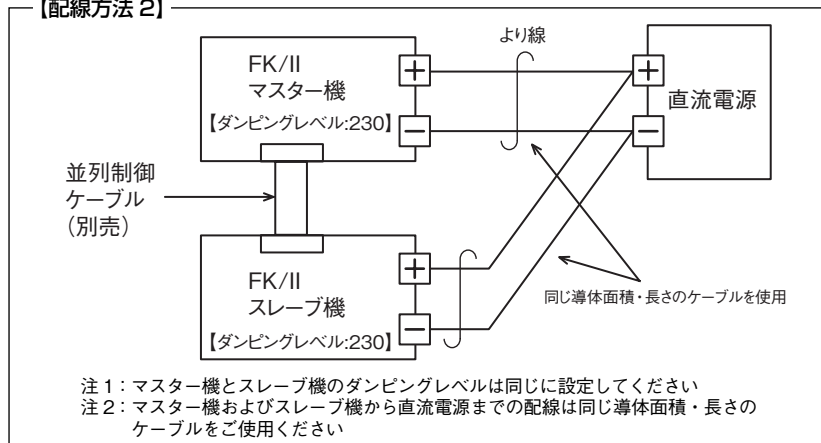 【配線方法 2】
より線
FK/II
マスター機
【ダンピングレベル:230】
+
−
+
−
直流電源
並列制御
ケーブル
（別売）
FK/II
スレーブ機
【ダンピングレベル:230】
+
−
同じ導体面積・長さのケーブルを使用
注 1：マスター機とスレーブ機のダンピングレベルは同じに設定してください
注 2：マスター機およびスレーブ機から直流電源までの配線は同じ導体面積・長さの
ケーブルをご使用ください